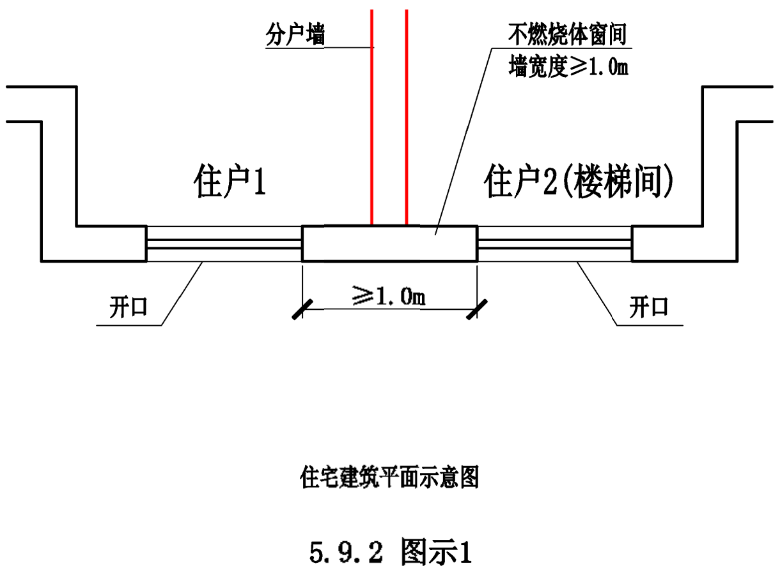 分户墙
不燃烧体窗间
墙宽度≥1.0m
住户1
住户2(楼梯间)
≥1.0m
开口
开口
住宅建筑平面示意图
5.9.2 图示1